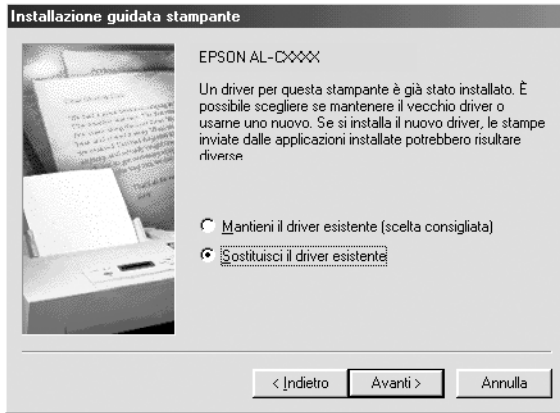 Installazione guidata stampante
EPSON AL-CXXXX
Un driver per questa stampante è già stato installato. È
possibile scegliere se mantenere il vecchio driver o
usarne uno nuovo. Se si installa il nuovo driver, le stampe
inviate dalle applicazioni installate potrebbero risultare
diverse
Mantieni il driver esistente (scelta consigliata)
Sostituisci il driver esistente
< Indietro
Avanti >
Annulla